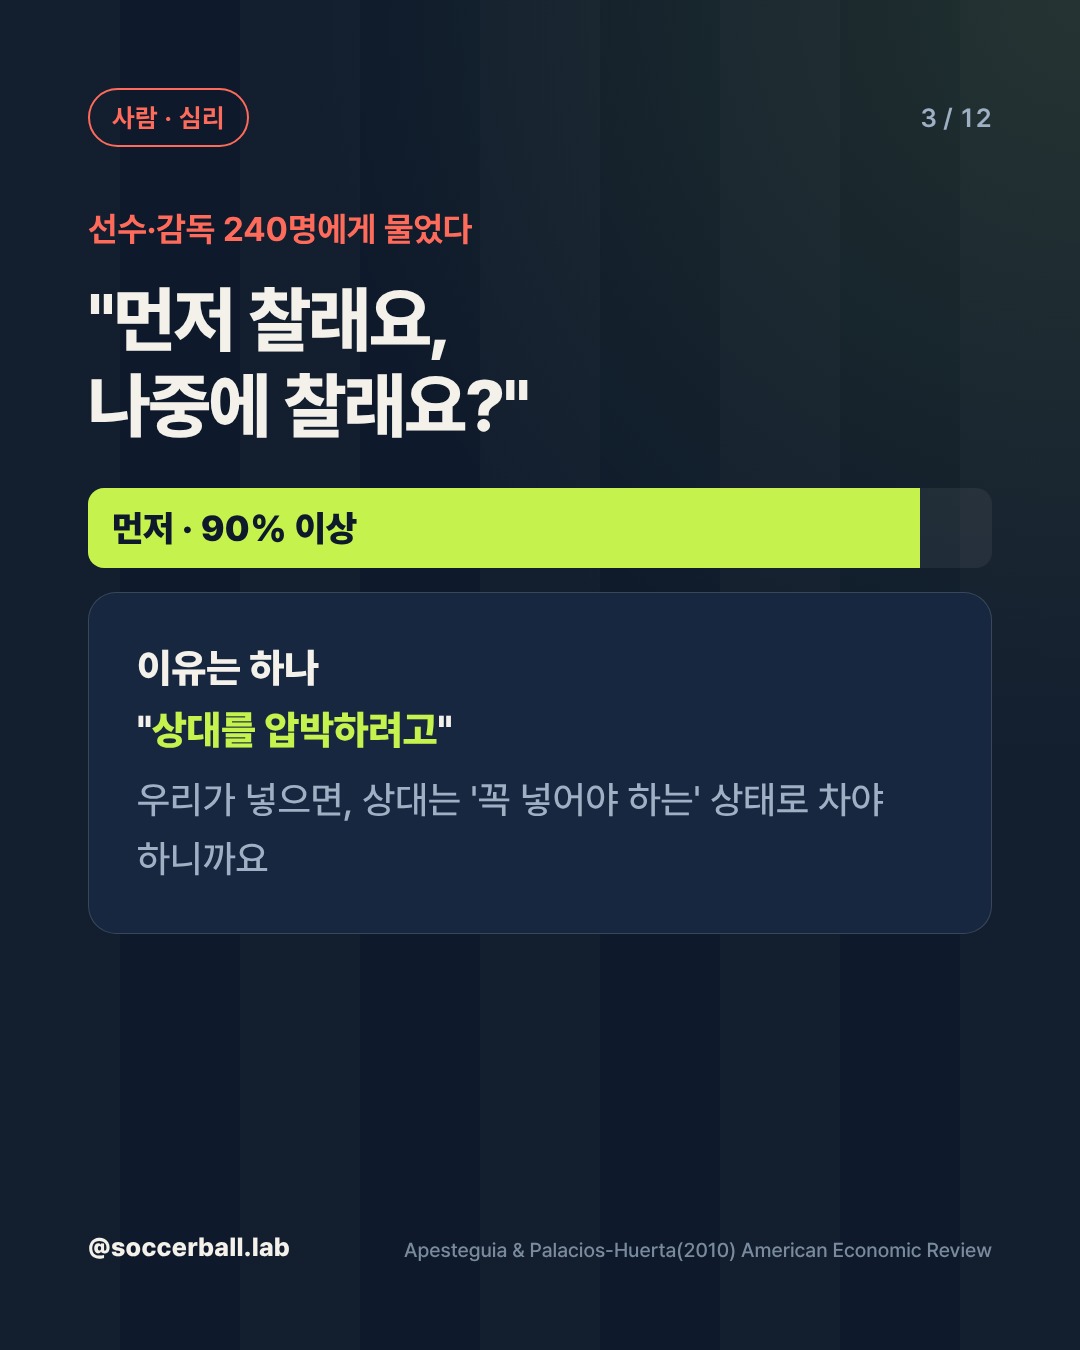 사람 · 심리
3 / 12
선수·감독 240명에게 물었다
"먼저 찰래요,
나중에 찰래요?"
먼저 · 90% 이상
이유는 하나
"상대를 압박하려고"
우리가 넣으면, 상대는 '꼭 넣어야 하는' 상태로 차야
하니까요
@soccerball.lab
Apesteguia & Palacios-Huerta(2010) American Economic Review